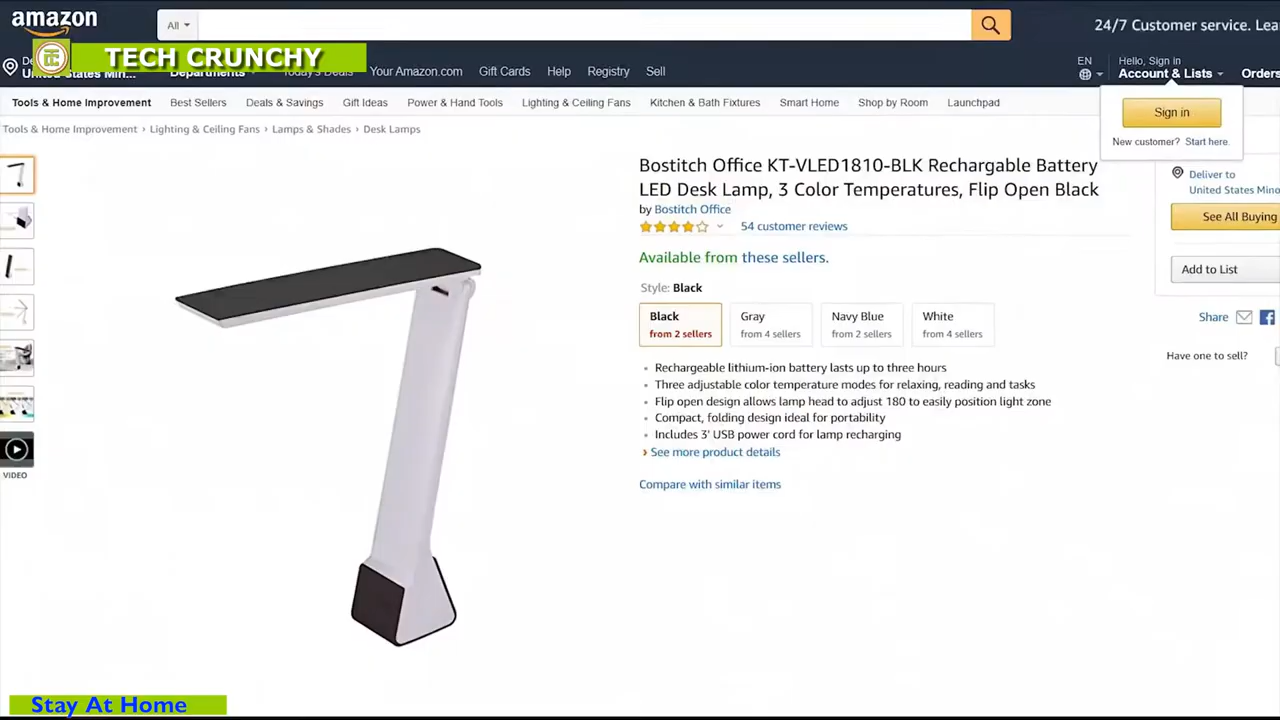 amazon
All
24/7 Customer service. Lea
TECH CRUNCHY
Departments
Today's Deals
Your Amazon.com
Gift Cards
Help
Registry
Sell
EN
Hello, Sign in
Account & Lists
Orders
United States Min...
Tools & Home Improvement
Best Sellers
Deals & Savings
Gift Ideas
Power & Hand Tools
Lighting & Ceiling Fans
Kitchen & Bath Fixtures
Smart Home
Shop by Room
Launchpad
Sign in
New customer? Start here.
Tools & Home Improvement › Lighting & Ceiling Fans › Lamps & Shades › Desk Lamps
Bostitch Office KT-VLED1810-BLK Rechargable Battery
LED Desk Lamp, 3 Color Temperatures, Flip Open Black
by Bostitch Office
54 customer reviews
Available from these sellers.
Style: Black
Black
from 2 sellers
Gray
from 4 sellers
Navy Blue
from 2 sellers
White
from 4 sellers
• Rechargeable lithium-ion battery lasts up to three hours
• Three adjustable color temperature modes for relaxing, reading and tasks
• Flip open design allows lamp head to adjust 180 to easily position light zone
• Compact, folding design ideal for portability
• Includes 3' USB power cord for lamp recharging
› See more product details
Compare with similar items
Deliver to
United States Mino
See All Buying
Add to List
Share
Have one to sell?
VIDEO
Stay At Home